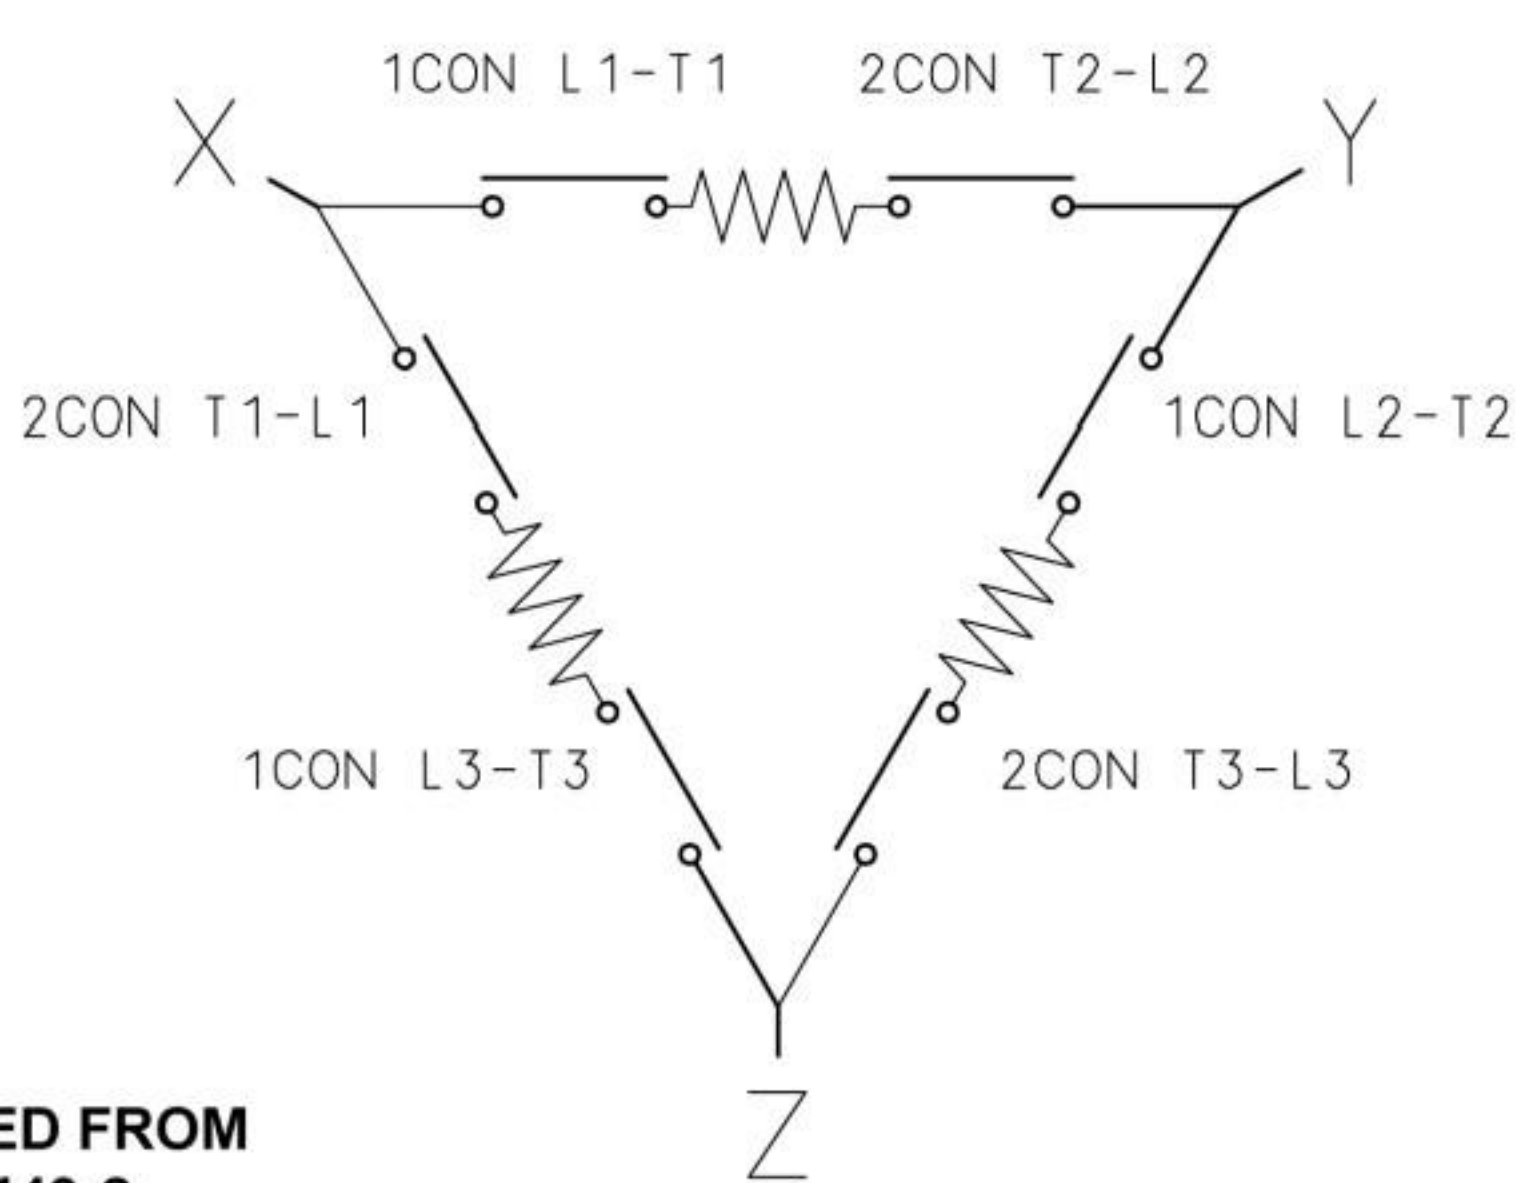 1CON L1-T1 2CON T2-L2
X Y
2CON T1-L1 1CON L2-T2
1CON L3-T3 2CON T3-L3
ED FROM
Z